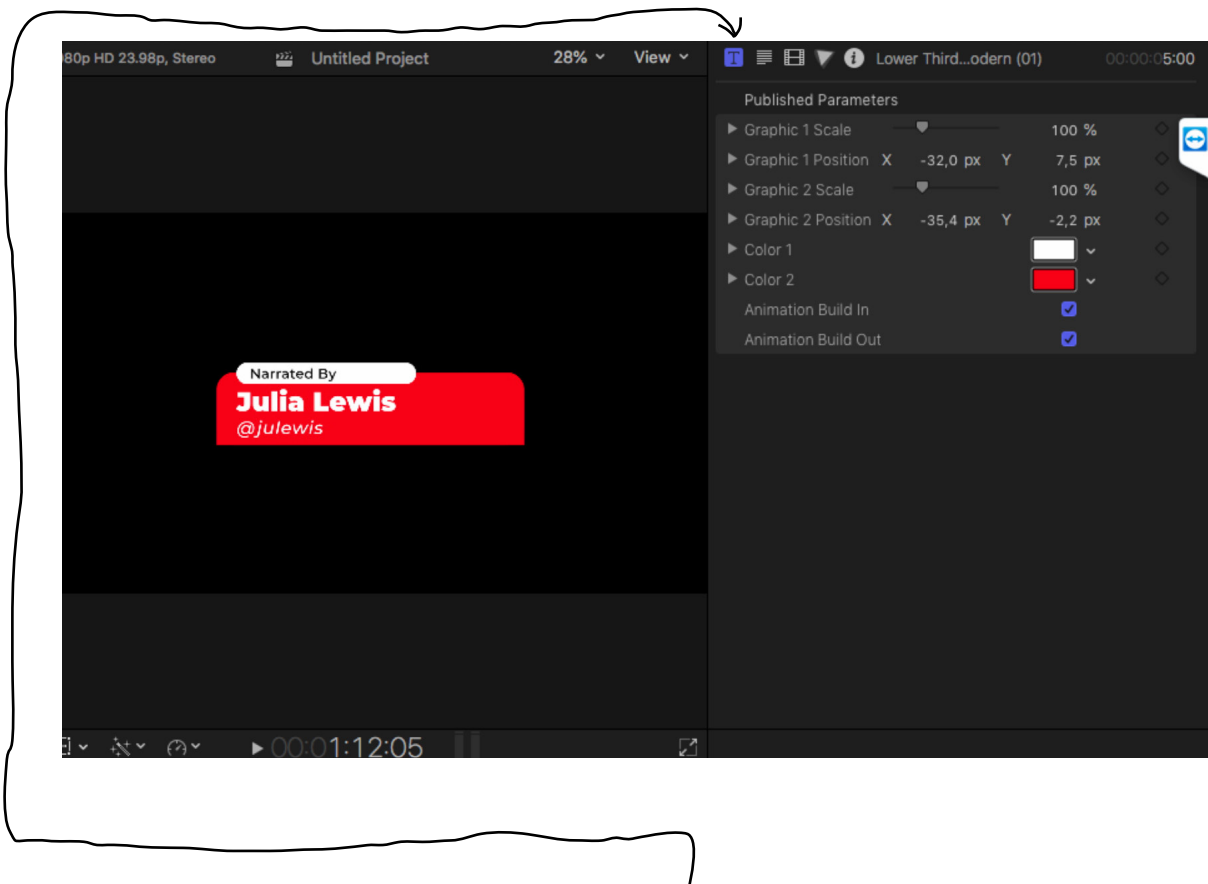 080p HD 23.98p, Stereo Untitled Project 28% View
T i Lower Third...odern (01) 00:00:05:00
Published Parameters
Graphic 1 Scale 100 %
Graphic 1 Position X -32,0 px Y 7,5 px
Graphic 2 Scale 100 %
Graphic 2 Position X -35,4 px Y -2,2 px
Color 1
Color 2
Animation Build In
Animation Build Out
Narrated By
Julia Lewis
@julewis
00:01:12:05